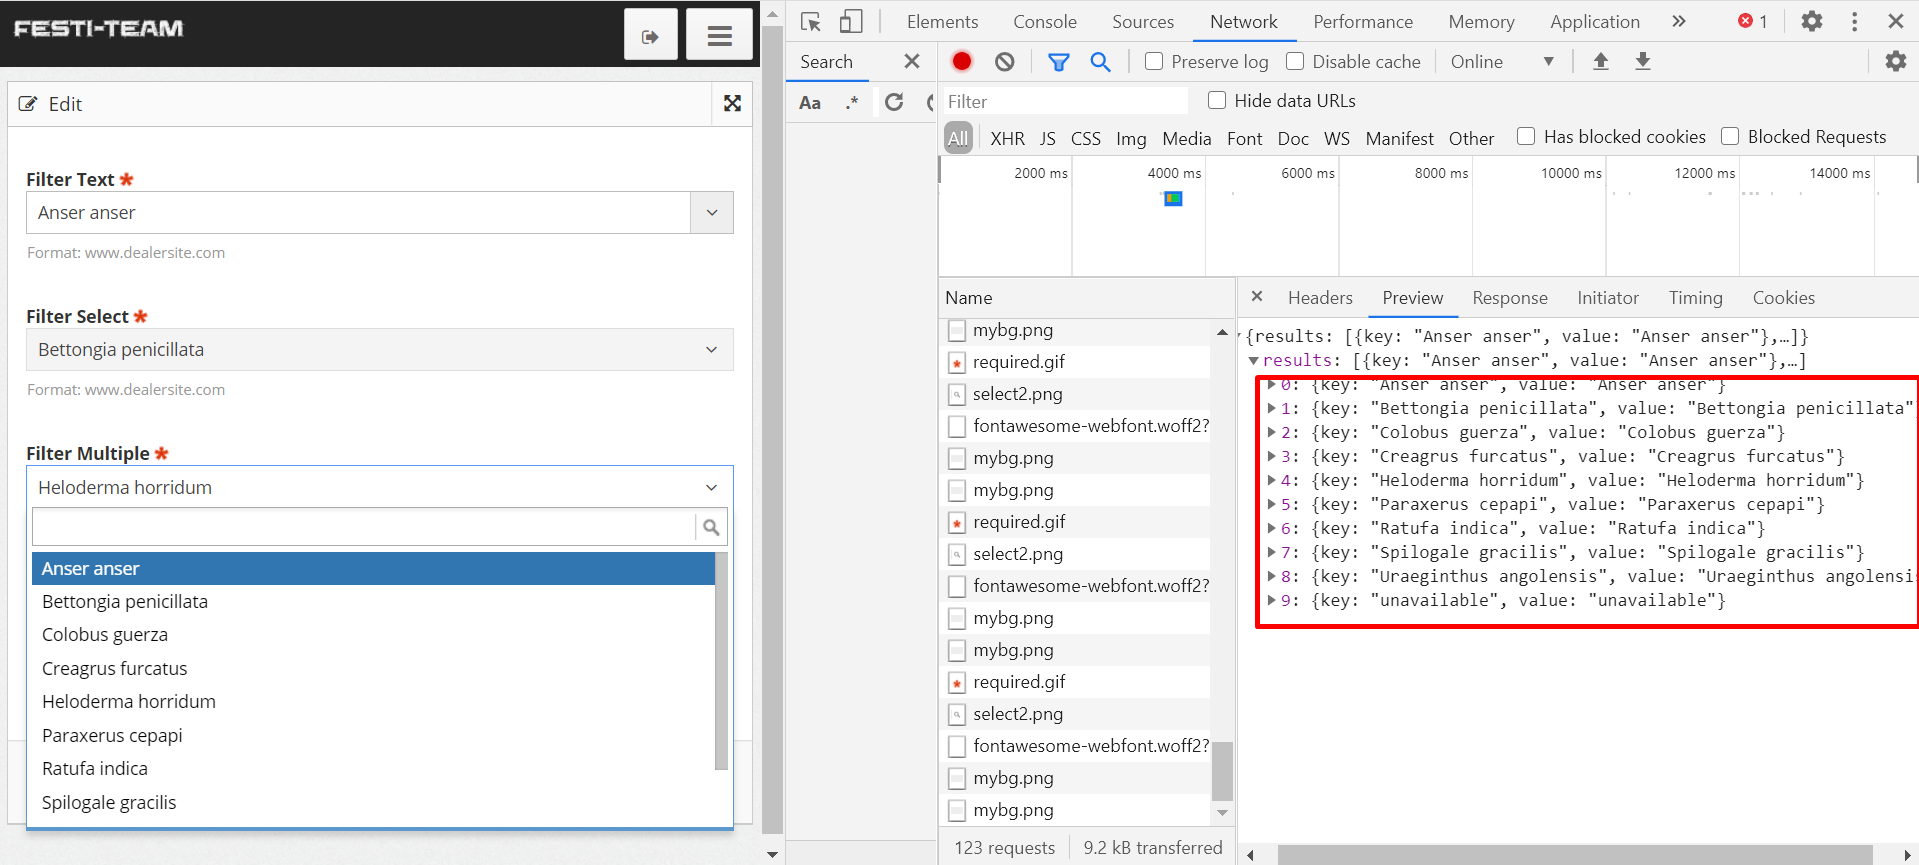 FESTI-TEAM
Edit
Filter Text *
Anser anser
Format: www.dealersite.com
Filter Select *
Bettongia penicillata
Format: www.dealersite.com
Filter Multiple *
Heloderma horridum
Anser anser
Bettongia penicillata
Colobus guerza
Creagrus furcatus
Heloderma horridum
Paraxerus cepapi
Ratufa indica
Spilogale gracilis
Elements Console Sources Network Performance Memory Application » 1
Search
Aa .*
Preserve log Disable cache Online
Filter Hide data URLs
All XHR JS CSS Img Media Font Doc WS Manifest Other Has blocked cookies Blocked Requests
2000 ms 4000 ms 6000 ms 8000 ms 10000 ms 12000 ms 14000 ms
Name
mybg.png
required.gif
select2.png
fontawesome-webfont.woff2?
mybg.png
mybg.png
required.gif
select2.png
fontawesome-webfont.woff2?
mybg.png
mybg.png
required.gif
select2.png
fontawesome-webfont.woff2?
mybg.png
mybg.png
123 requests 9.2 kB transferred
Headers Preview Response Initiator Timing Cookies
{results: [{key: "Anser anser", value: "Anser anser"},…]}
results: [{key: "Anser anser", value: "Anser anser"},…]
0: {key: "Anser anser", value: "Anser anser"}
1: {key: "Bettongia penicillata", value: "Bettongia penicillata"
2: {key: "Colobus guerza", value: "Colobus guerza"}
3: {key: "Creagrus furcatus", value: "Creagrus furcatus"}
4: {key: "Heloderma horridum", value: "Heloderma horridum"}
5: {key: "Paraxerus cepapi", value: "Paraxerus cepapi"}
6: {key: "Ratufa indica", value: "Ratufa indica"}
7: {key: "Spilogale gracilis", value: "Spilogale gracilis"}
8: {key: "Uraeginthus angolensis", value: "Uraeginthus angolensis
9: {key: "unavailable", value: "unavailable"}